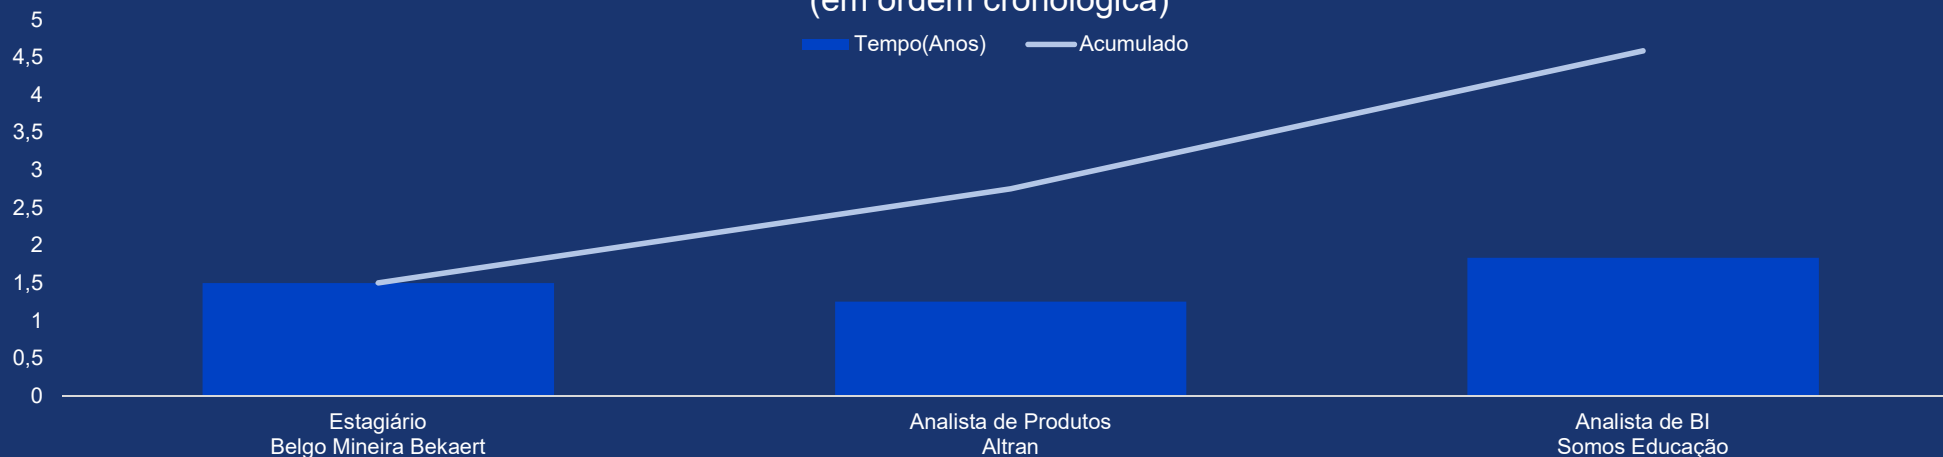 (em ordem cronológica)
Tempo(Anos) Acumulado
5
4,5
4
3,5
3
2,5
2
1,5
1
0,5
0
Estagiário
Belgo Mineira Bekaert
Analista de Produtos
Altran
Analista de BI
Somos Educação